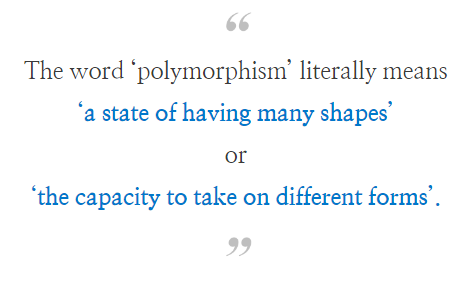 “
The word ‘polymorphism’ literally means
‘a state of having many shapes’
or
‘the capacity to take on different forms’.
”